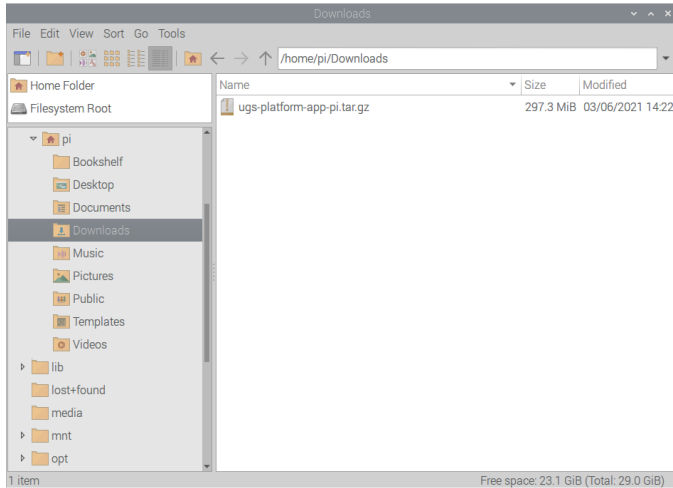 Downloads
File Edit View Sort Go Tools
/home/pi/Downloads
Home Folder
Filesystem Root
pi
Bookshelf
Desktop
Documents
Downloads
Music
Pictures
Public
Templates
Videos
lib
lost+found
media
mnt
opt
Name Size Modified
ugs-platform-app-pi.tar.gz 297.3 MiB 03/06/2021 14:22
1 item Free space: 23.1 GiB (Total: 29.0 GiB)